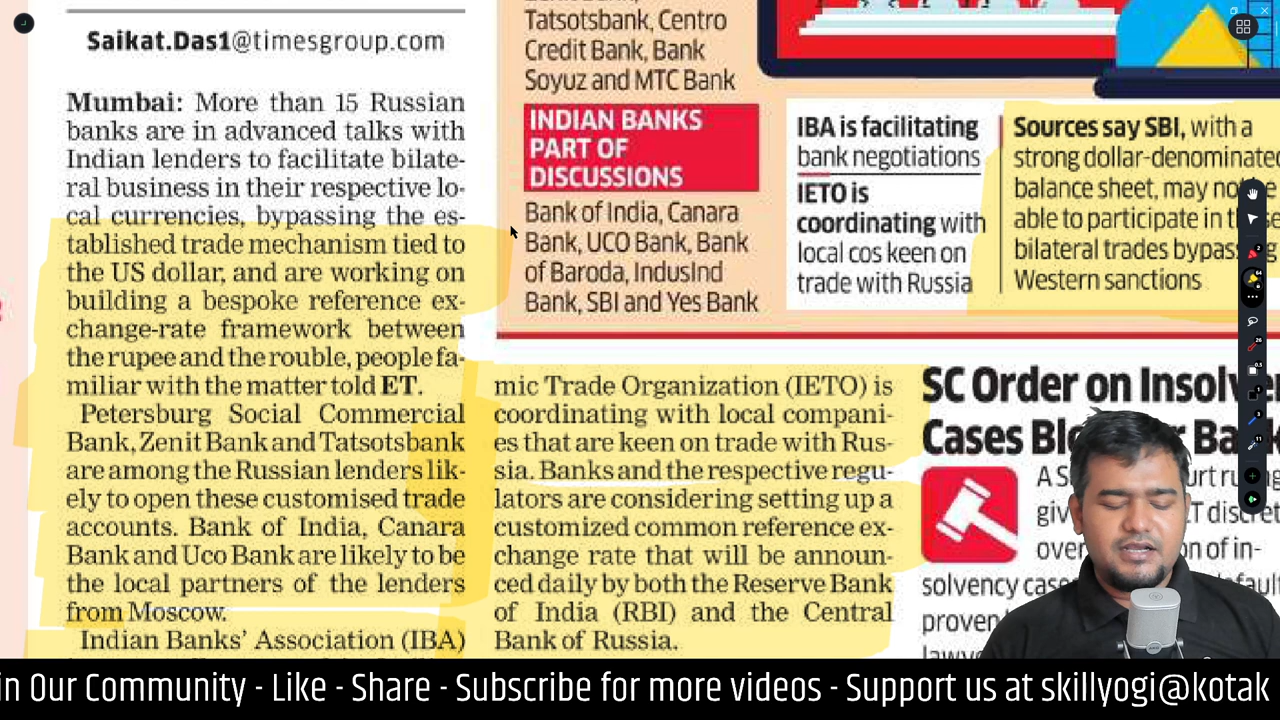 Saikat.Das1@timesgroup.com
Mumbai: More than 15 Russian
banks are in advanced talks with
Indian lenders to facilitate bilate-
ral business in their respective lo-
cal currencies, bypassing the es-
tablished trade mechanism tied to
the US dollar, and are working on
building a bespoke reference ex-
change-rate framework between
the rupee and the rouble, people fa-
miliar with the matter told ET.
Petersburg Social Commercial
Bank, Zenit Bank and Tatsotsbank
are among the Russian lenders lik-
ely to open these customised trade
accounts. Bank of India, Canara
Bank and Uco Bank are likely to be
the local partners of the lenders
from Moscow.
Indian Banks' Association (IBA)
Tatsotsbank, Centro
Credit Bank, Bank
Soyuz and MTC Bank
INDIAN BANKS
PART OF
DISCUSSIONS
Bank of India, Canara
Bank, UCO Bank, Bank
of Baroda, IndusInd
Bank, SBI and Yes Bank
IBA is facilitating
bank negotiations
IETO is
coordinating with
local cos keen on
trade with Russia
Sources say SBI, with a
strong dollar-denominated
balance sheet, may not be
able to participate in these
bilateral trades bypassing
Western sanctions
mic Trade Organization (IETO) is
coordinating with local compani-
es that are keen on trade with Rus-
sia. Banks and the respective regu-
lators are considering setting up a
customized common reference ex-
change rate that will be announ-
ced daily by both the Reserve Bank
of India (RBI) and the Central
Bank of Russia.
SC Order on
Cases
A
over of in-
solvency
in Our Community - Like - Share - Subscribe for more videos - Support us at skillyogi@kotak